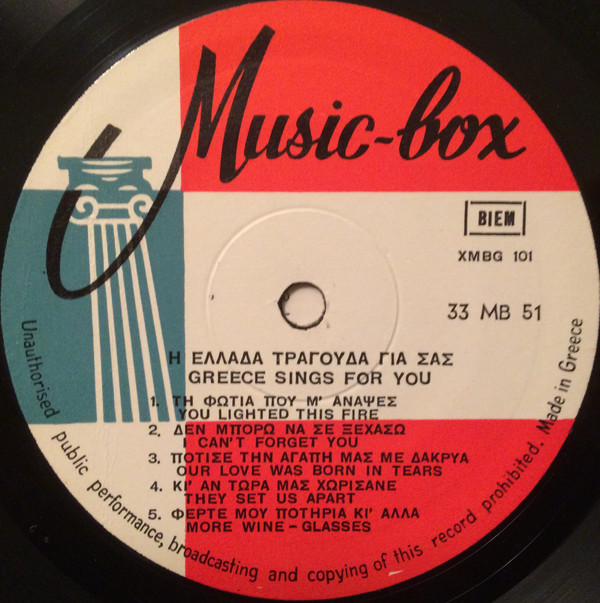 Music-box
BIEM
XMBG 101
33 MB 51
Η ΕΛΛΑΔΑ ΤΡΑΓΟΥΔΑ ΓΙΑ ΣΑΣ
GREECE SINGS FOR YOU
1. ΤΗ ΦΩΤΙΑ ΠΟΥ Μ' ΑΝΑΨΕΣ
YOU LIGHTED THIS FIRE
2. ΔΕΝ ΜΠΟΡΩ ΝΑ ΣΕ ΞΕΧΑΣΩ
I CAN'T FORGET YOU
3. ΠΟΤΙΣΕ ΤΗΝ ΑΓΑΠΗ ΜΑΣ ΜΕ ΔΑΚΡΥΑ
OUR LOVE WAS BORN IN TEARS
4. ΚΙ' ΑΝ ΤΩΡΑ ΜΑΣ ΧΩΡΙΣΑΝΕ
THEY SET US APART
5. ΦΕΡΤΕ ΜΟΥ ΠΟΤΗΡΙΑ ΚΙ' ΑΛΛΑ
MORE WINE - GLASSES
Unauthorised public performance, broadcasting and copying of this record prohibited. Made in Greece